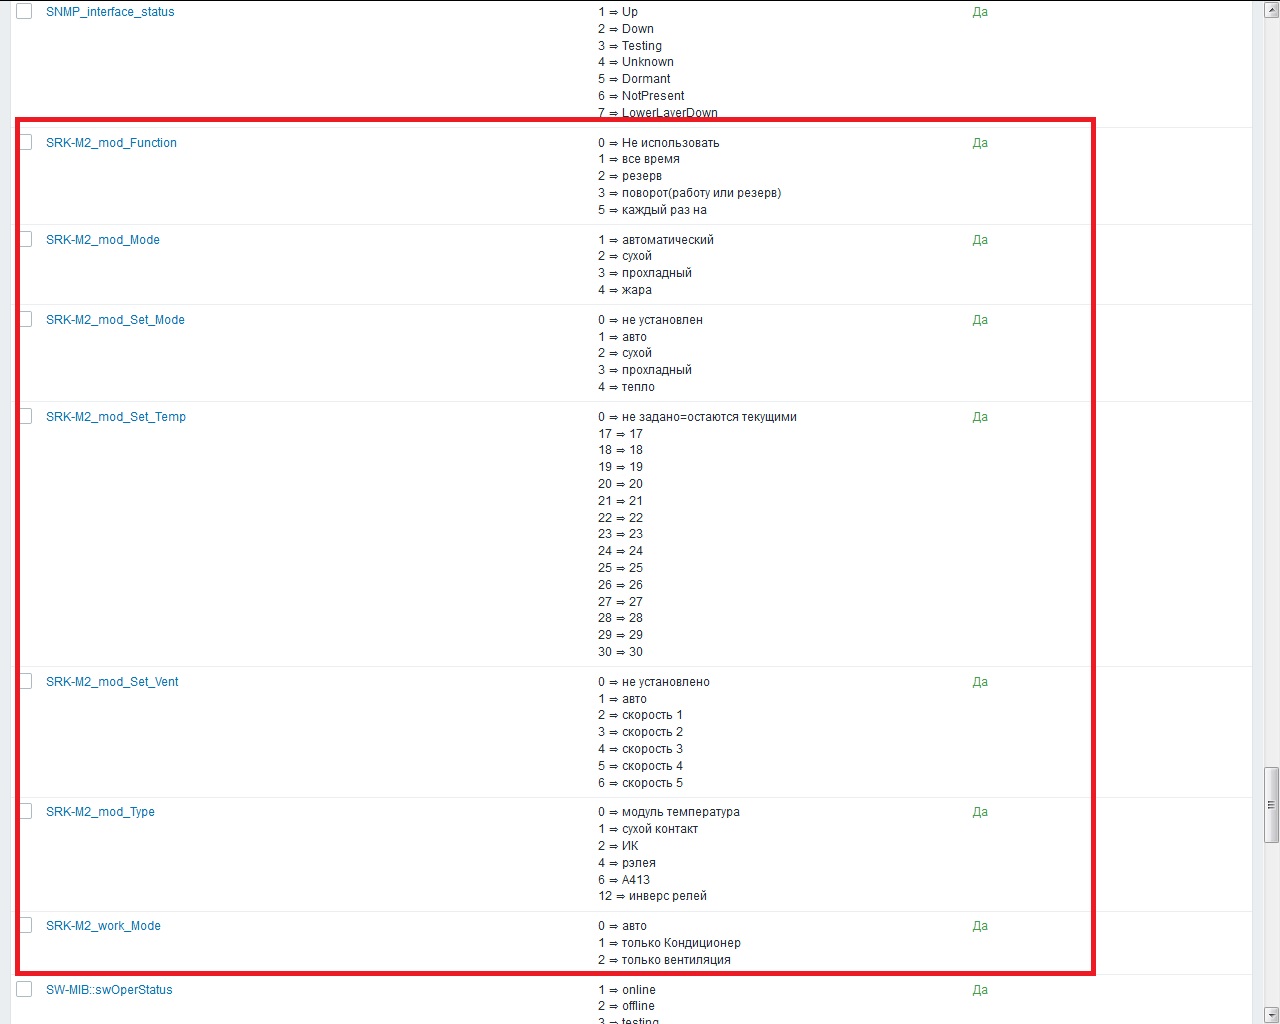 SNMP_interface_status 1 ⇒ Up Да
2 ⇒ Down
3 ⇒ Testing
4 ⇒ Unknown
5 ⇒ Dormant
6 ⇒ NotPresent
7 ⇒ LowerLayerDown
SRK-M2_mod_Function 0 ⇒ Не использовать Да
1 ⇒ все время
2 ⇒ резерв
3 ⇒ поворот(работу или резерв)
5 ⇒ каждый раз на
SRK-M2_mod_Mode 1 ⇒ автоматический Да
2 ⇒ сухой
3 ⇒ прохладный
4 ⇒ жара
SRK-M2_mod_Set_Mode 0 ⇒ не установлен Да
1 ⇒ авто
2 ⇒ сухой
3 ⇒ прохладный
4 ⇒ тепло
SRK-M2_mod_Set_Temp 0 ⇒ не задано=остаются текущими Да
17 ⇒ 17
18 ⇒ 18
19 ⇒ 19
20 ⇒ 20
21 ⇒ 21
22 ⇒ 22
23 ⇒ 23
24 ⇒ 24
25 ⇒ 25
26 ⇒ 26
27 ⇒ 27
28 ⇒ 28
29 ⇒ 29
30 ⇒ 30
SRK-M2_mod_Set_Vent 0 ⇒ не установлено Да
1 ⇒ авто
2 ⇒ скорость 1
3 ⇒ скорость 2
4 ⇒ скорость 3
5 ⇒ скорость 4
6 ⇒ скорость 5
SRK-M2_mod_Type 0 ⇒ модуль температура Да
1 ⇒ сухой контакт
2 ⇒ ИК
4 ⇒ рэлея
6 ⇒ А413
12 ⇒ инверс релей
SRK-M2_work_Mode 0 ⇒ авто Да
1 ⇒ только Кондиционер
2 ⇒ только вентиляция
SW-MIB::swOperStatus 1 ⇒ online Да
2 ⇒ offline
3 ⇒ testing